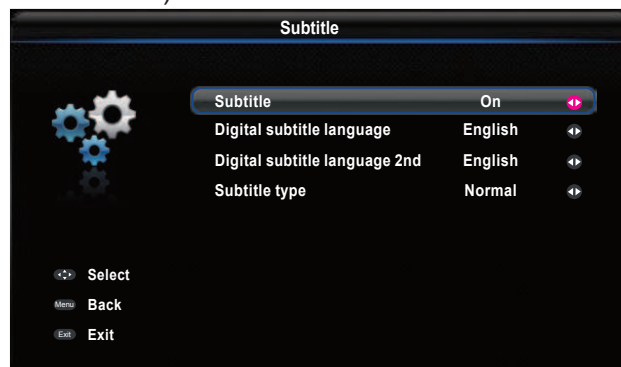 Subtitle
Subtitle On
Digital subtitle language English
Digital subtitle language 2nd English
Subtitle type Normal
Select
Menu Back
Exit Exit